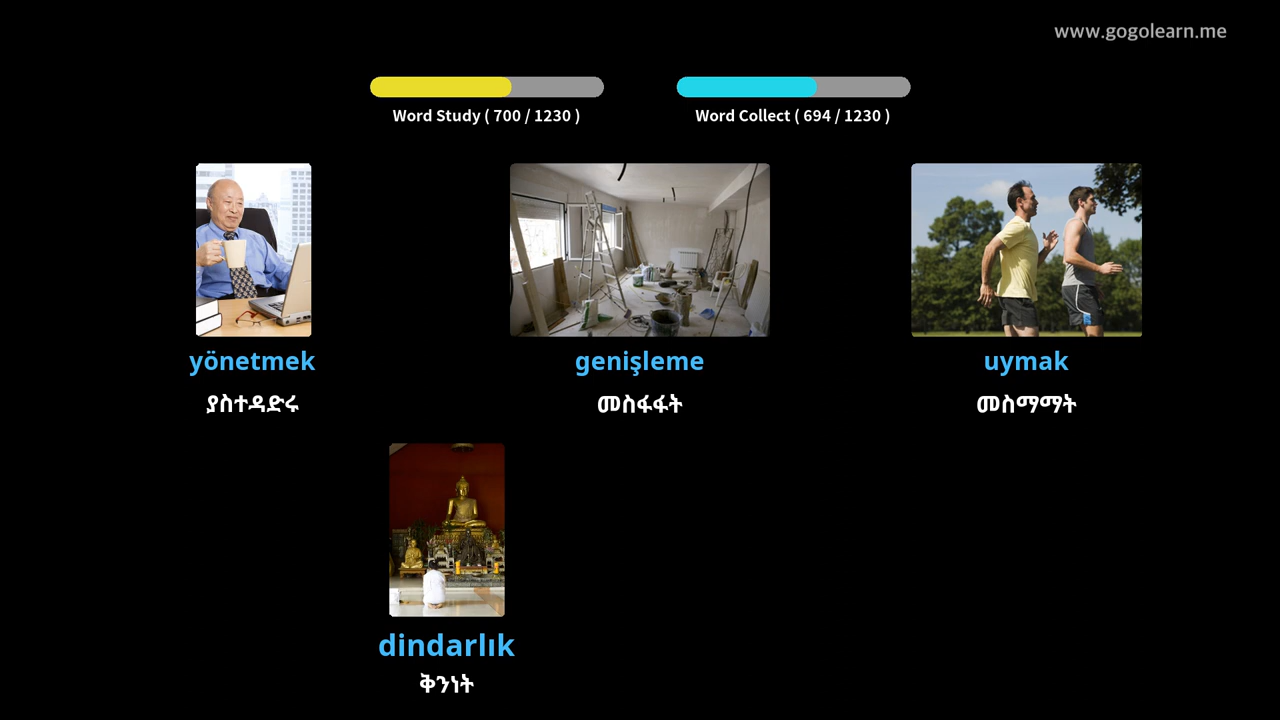 www.gogolearn.me
Word Study ( 700 / 1230 )
Word Collect ( 694 / 1230 )
yönetmek
genişleme
uymak
ያስተዳድሩ
መስፋፋት
መስማማት
dindarlık
ቅንነት